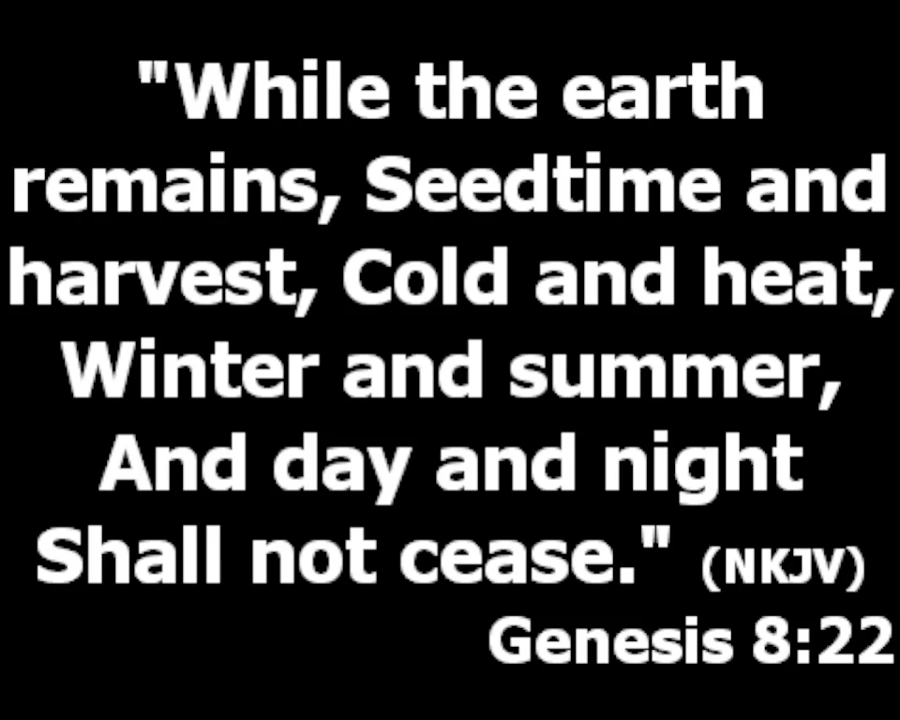 "While the earth
remains, Seedtime and
harvest, Cold and heat,
Winter and summer,
And day and night
Shall not cease." (NKJV)
Genesis 8:22